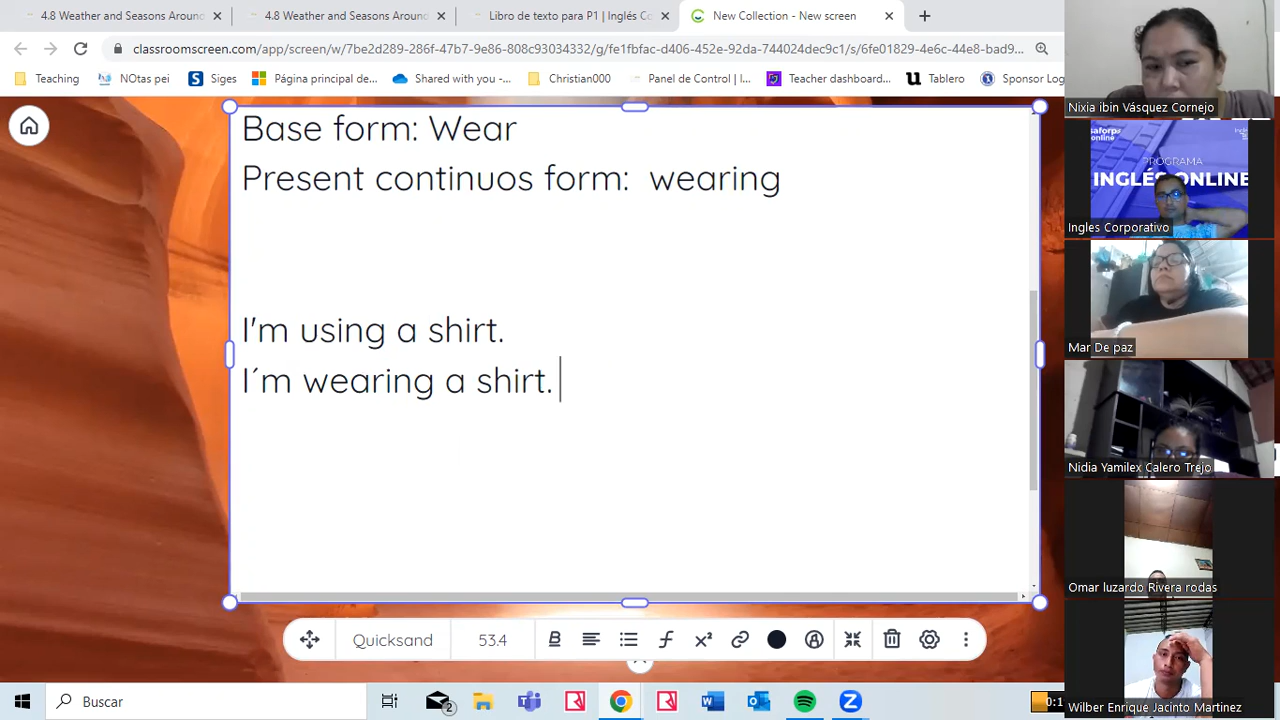 4.8 Weather and Seasons Around
4.8 Weather and Seasons Around
Libro de texto para P1 | Inglés C
New Collection - New screen
classroomscreen.com/app/screen/w/7be2d289-286f-47b7-9e86-808c93034332/g/fe1fbfac-d406-452e-92da-744024dec9c1/s/6fe01829-4e6c-44e8-bad9...
Teaching
NOtas pei
Siges
Página principal de...
Shared with you -...
Christian000
Panel de Control | I...
Teacher dashboard...
Tablero
Sponsor Log
Base form: Wear
Present continuos form:  wearing
I'm using a shirt.
I´m wearing a shirt.
Quicksand
53.4
Buscar
2
Nixia ibin Vásquez Cornejo
saforp
online
PROGRAMA
INGLÉS ONLINE
Ingles Corporativo
Mar De paz
Nidia Yamilex Calero Trejo
Omar luzardo Rivera rodas
Wilber Enrique Jacinto Martinez